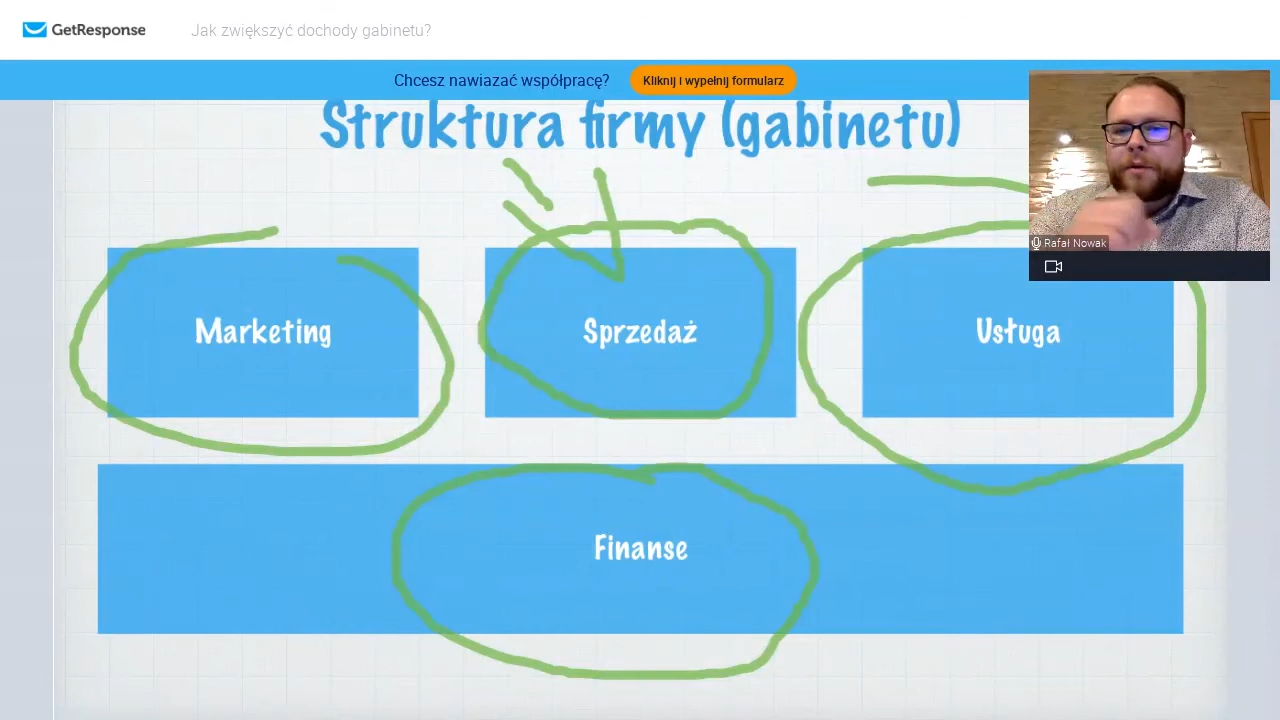 GetResponse
Jak zwiększyć dochody gabinetu?
Chcesz nawiazać współpracę?
Kliknij i wypełnij formularz
Struktura firmy (gabinetu)
Rafał Nowak
Marketing
Sprzedaż
Usługa
Finanse